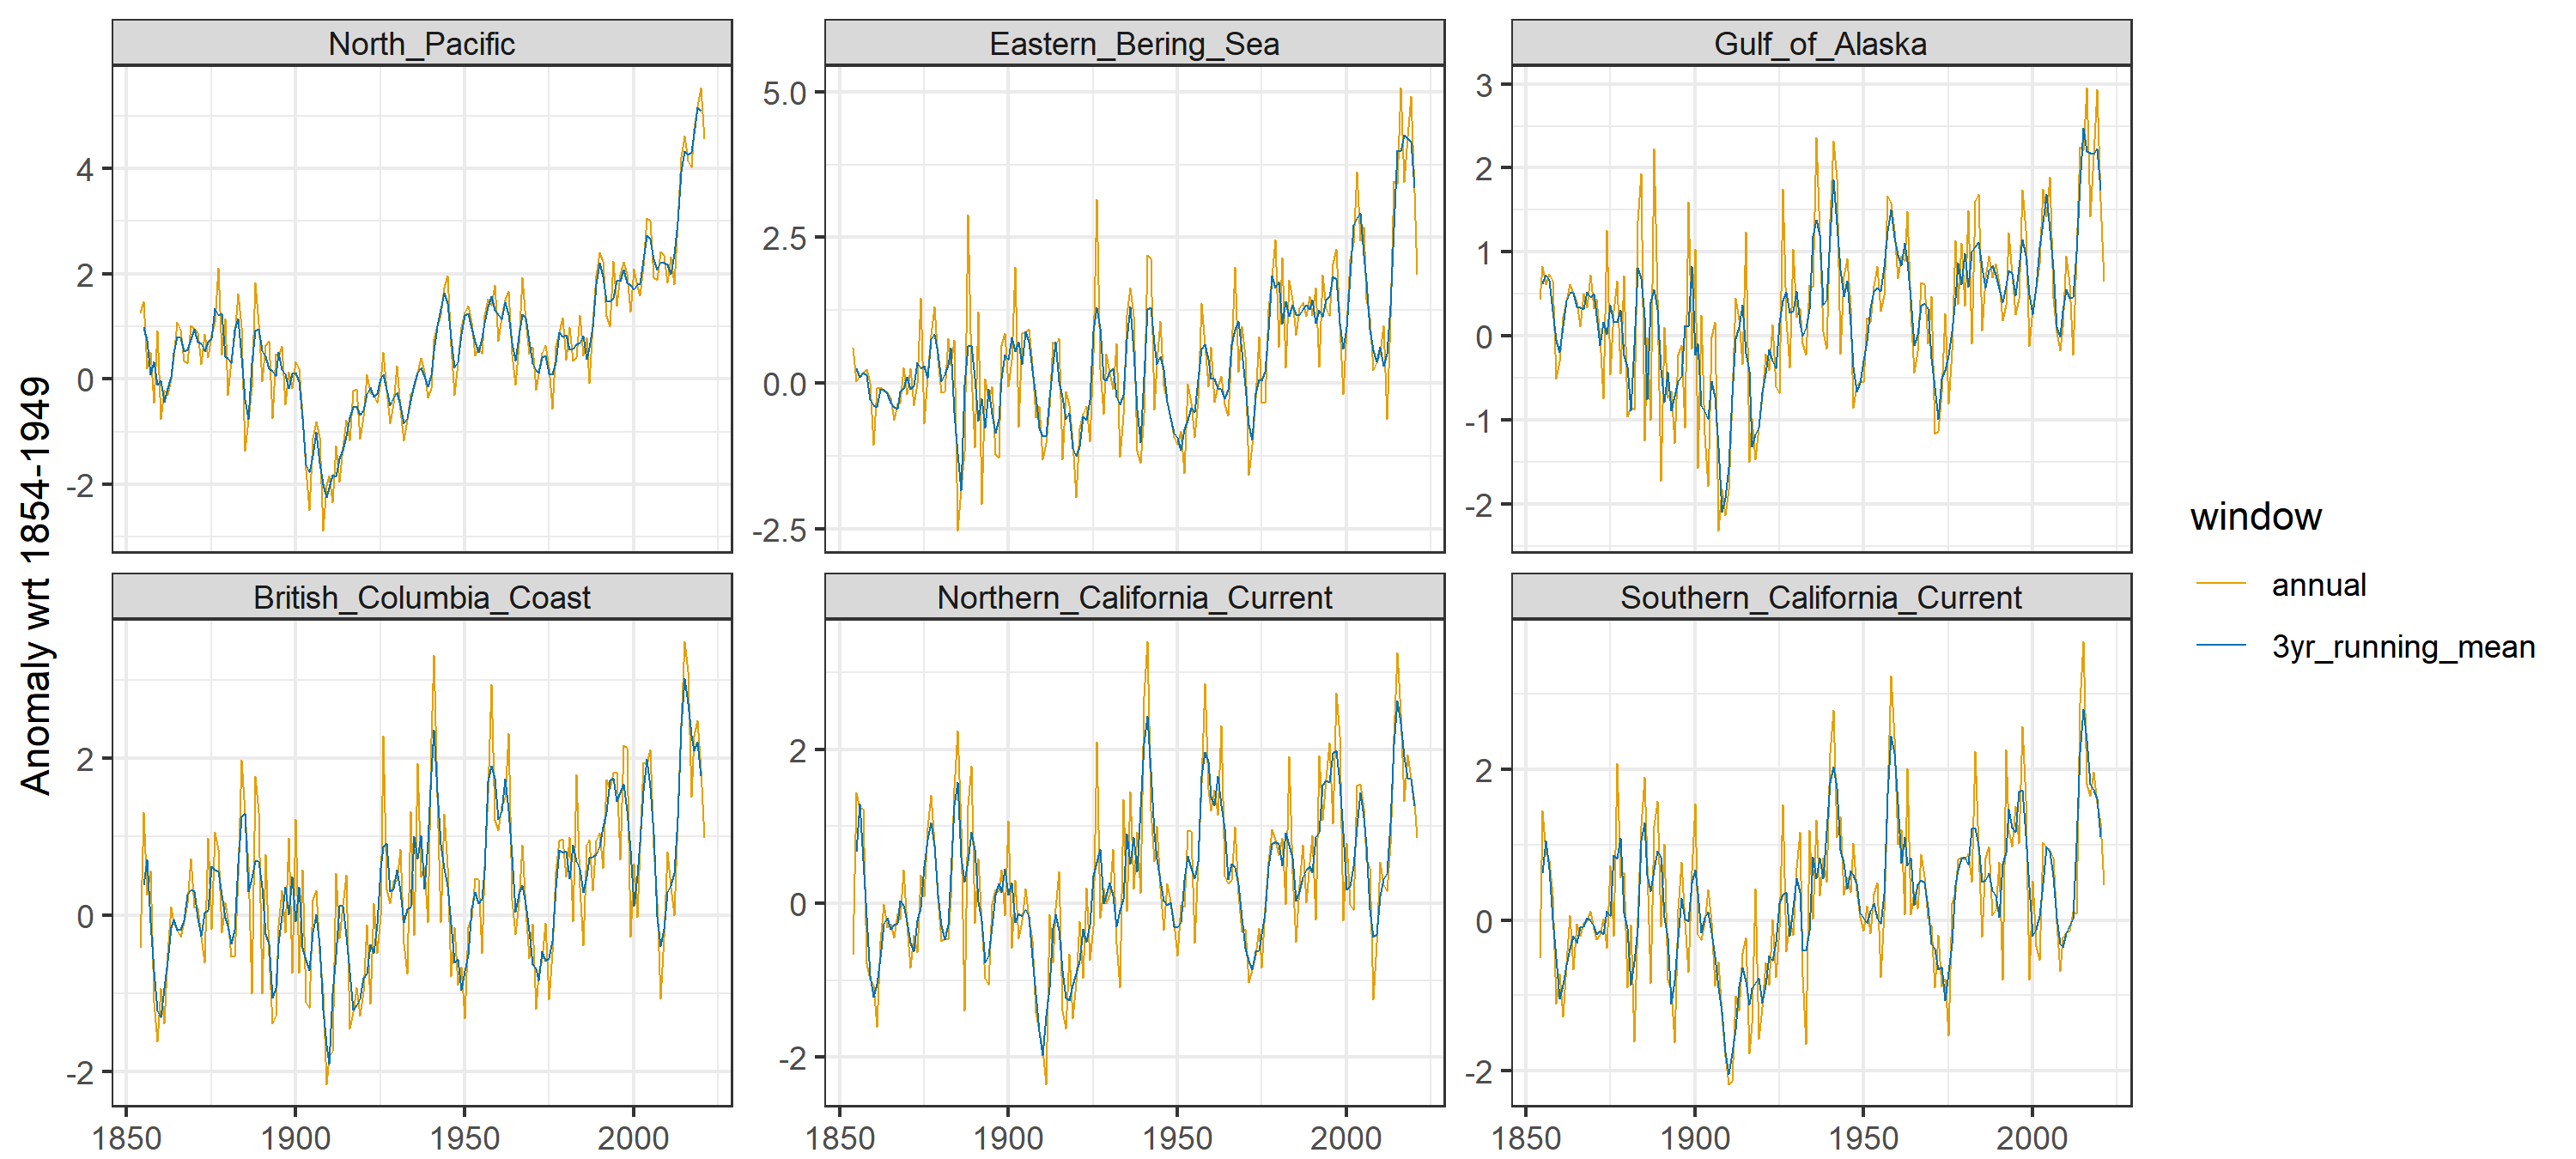 North_Pacific
Eastern_Bering_Sea
Gulf_of_Alaska
4
2
0
-2
5.0
2.5
0.0
-2.5
3
2
1
0
-1
-2
Anomaly wrt 1854-1949
British_Columbia_Coast
Northern_California_Current
Southern_California_Current
2
0
-2
2
0
-2
2
0
-2
1850 1900 1950 2000
1850 1900 1950 2000
1850 1900 1950 2000
window
annual
3yr_running_mean